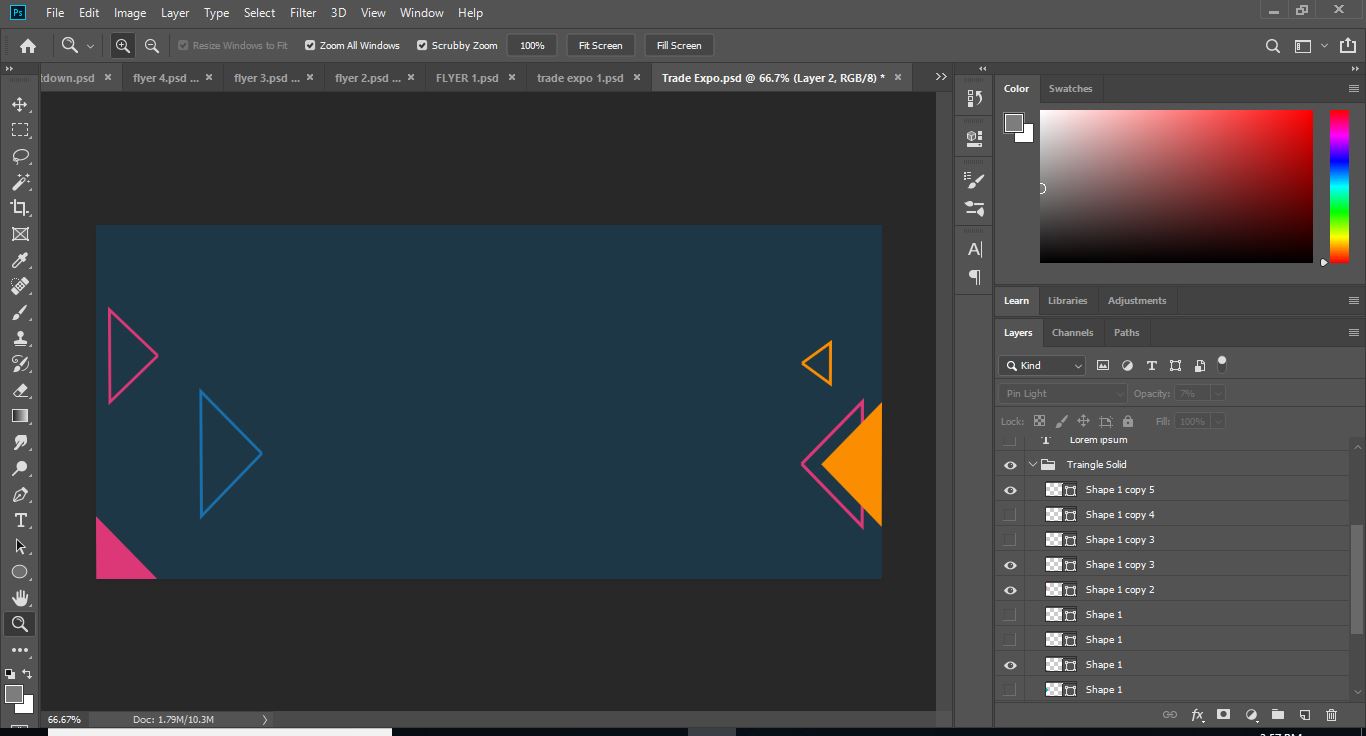 Ps File Edit Image Layer Type Select Filter 3D View Window Help
Resize Windows to Fit Zoom All Windows Scrubby Zoom 100% Fit Screen Fill Screen
tdown.psd × flyer 4.psd ... × flyer 3.psd ... × flyer 2.psd ... × FLYER 1.psd × trade expo 1.psd × Trade Expo.psd @ 66.7% (Layer 2, RGB/8) * ×
Color Swatches
Learn Libraries Adjustments
Layers Channels Paths
Kind
Pin Light Opacity: 7%
Lock: Fill: 100%
Lorem Ipsum
Traingle Solid
Shape 1 copy 5
Shape 1 copy 4
Shape 1 copy 3
Shape 1 copy 3
Shape 1 copy 2
Shape 1
Shape 1
Shape 1
Shape 1
66.67% Doc: 1.79M/10.3M